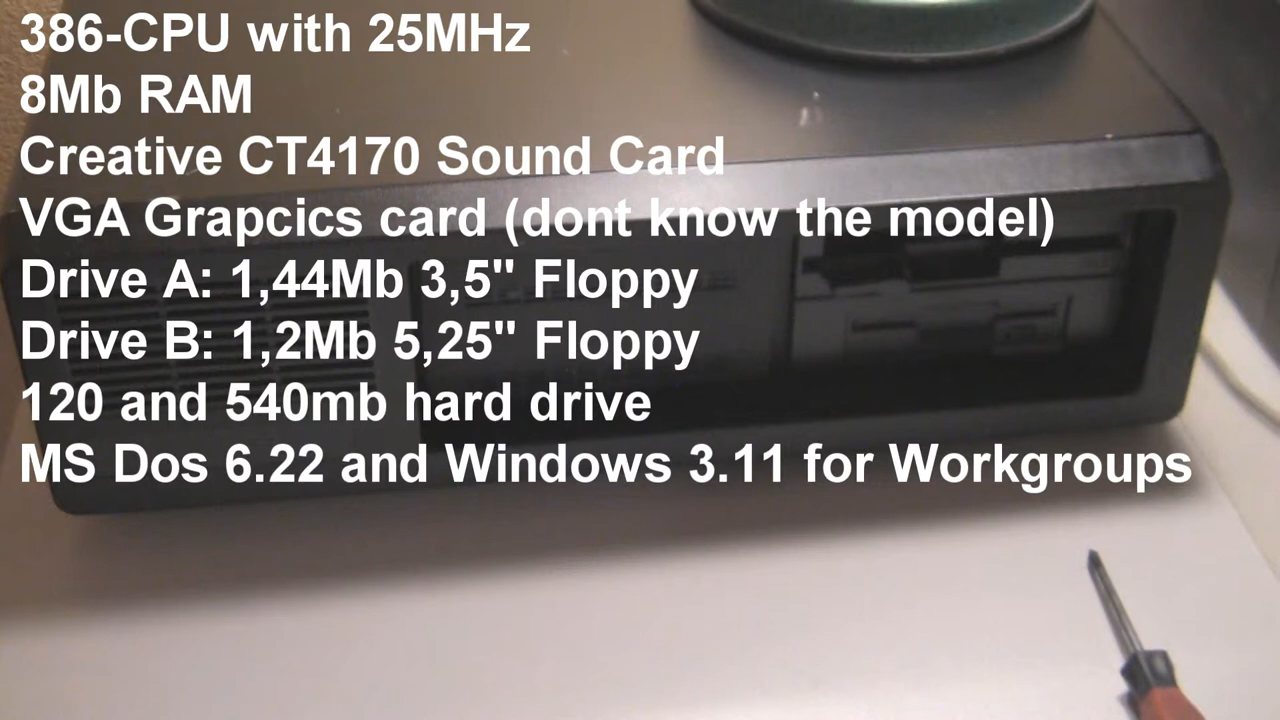 386-CPU with 25MHz
8Mb RAM
Creative CT4170 Sound Card
VGA Grapcics card (dont know the model)
Drive A: 1,44Mb 3,5" Floppy
Drive B: 1,2Mb 5,25" Floppy
120 and 540mb hard drive
MS Dos 6.22 and Windows 3.11 for Workgroups